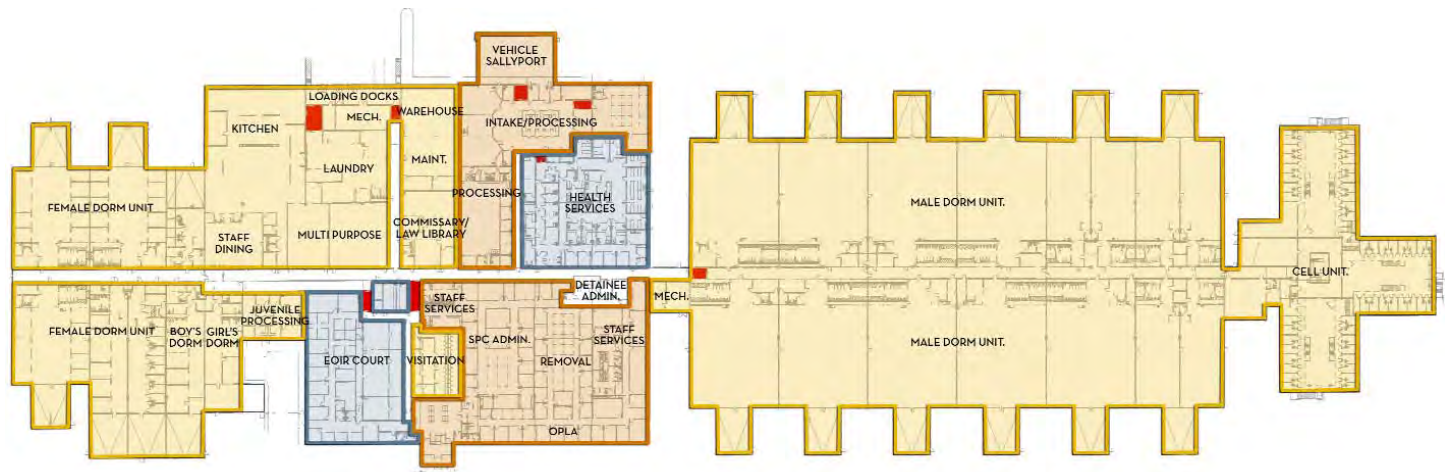 VEHICLE
SALLYPORT
LOADING DOCKS
MECH.
WAREHOUSE
KITCHEN
INTAKE/PROCESSING
LAUNDRY
MAINT.
PROCESSING
HEALTH
SERVICES
FEMALE DORM UNIT
STAFF
DINING
MULTI PURPOSE
COMMISSARY/
LAW LIBRARY
MALE DORM UNIT.
CELL UNIT.
DETAINEE
ADMIN.
MECH.
STAFF
SERVICES
JUVENILE
PROCESSING
FEMALE DORM UNIT
BOY'S
DORM
GIRL'S
DORM
EOIR COURT
VISITATION
SPC ADMIN.
REMOVAL
STAFF
SERVICES
MALE DORM UNIT.
OPLA